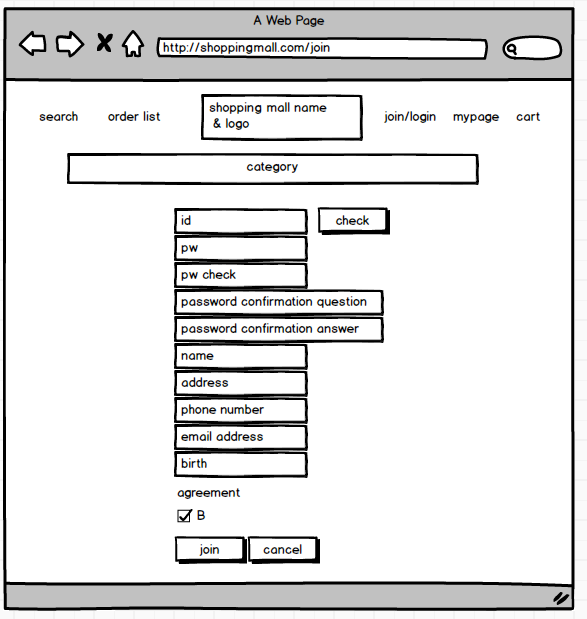 A Web Page
http://shoppingmall.com/join
search order list shopping mall name join/login mypage cart
& logo
category
id check
pw
pw check
password confirmation question
password confirmation answer
name
address
phone number
email address
birth
agreement
B
join cancel